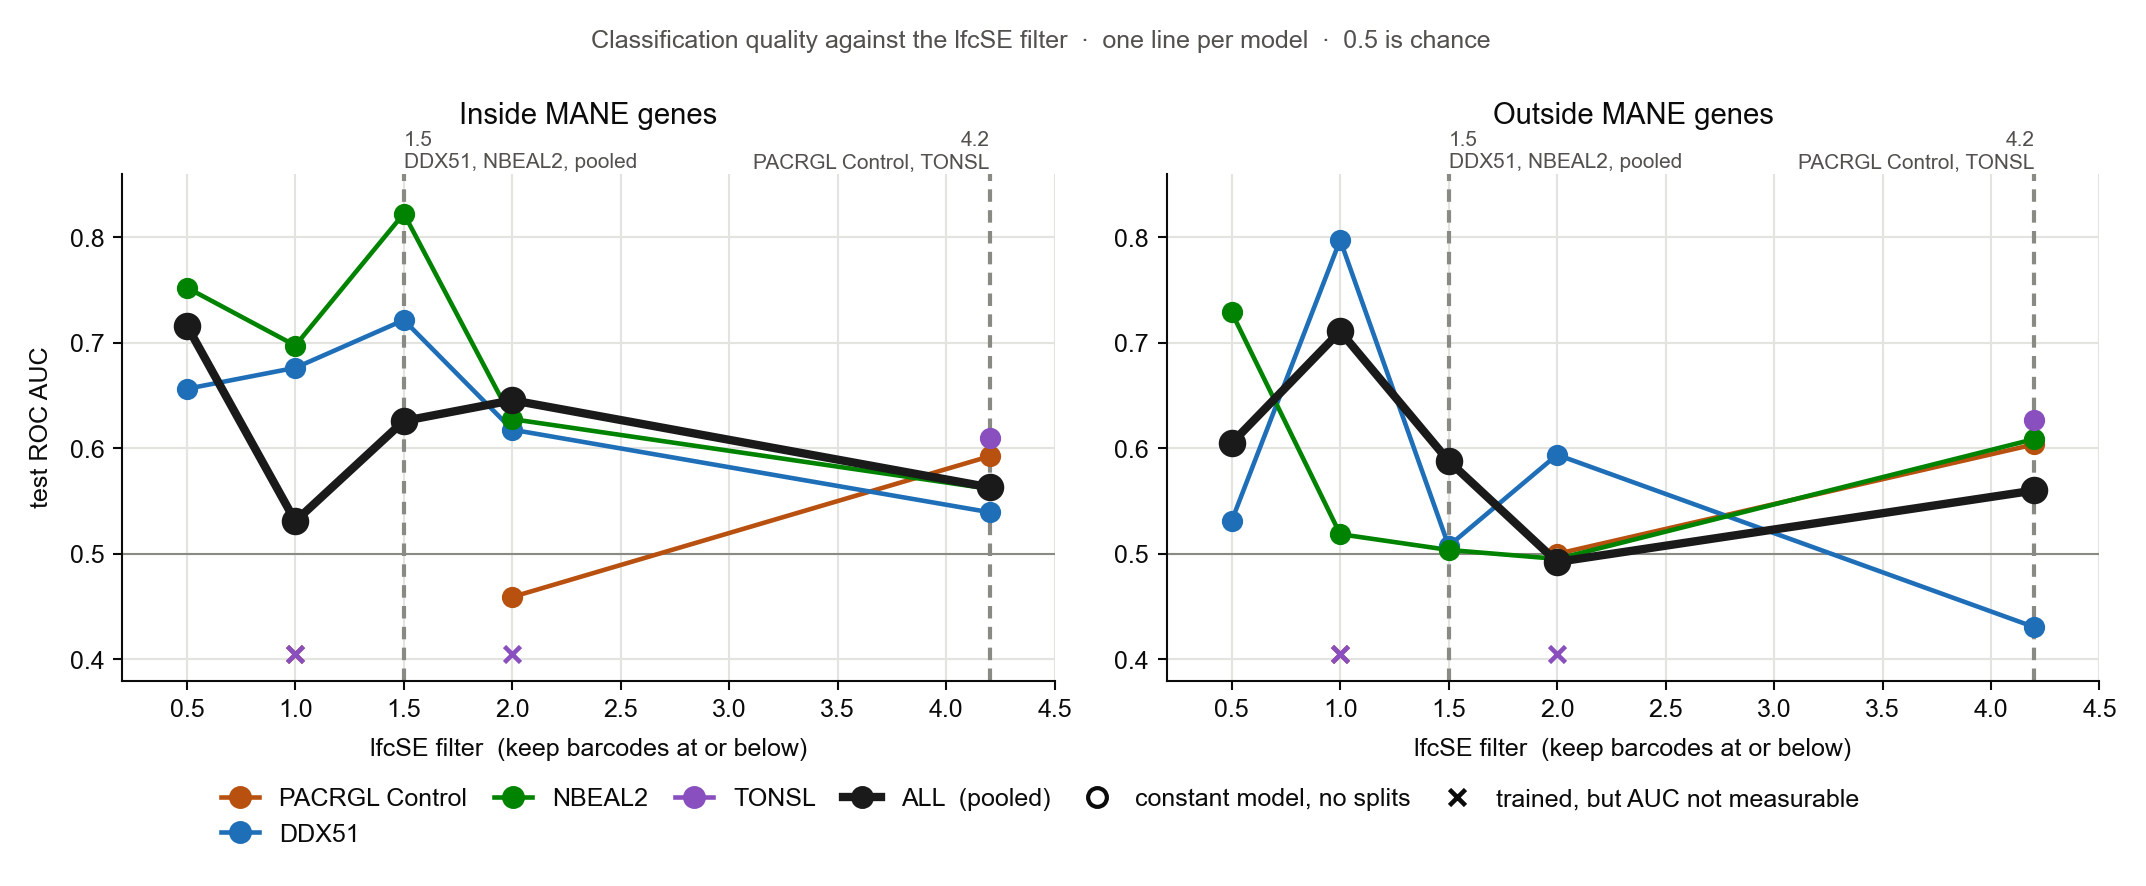 Classification quality against the lfcSE filter · one line per model · 0.5 is chance
Inside MANE genes
1.5
DDX51, NBEAL2, pooled
4.2
PACRGL Control, TONSL
0.8
0.7
0.6
0.5
0.4
test ROC AUC
0.5 1.0 1.5 2.0 2.5 3.0 3.5 4.0 4.5
lfcSE filter (keep barcodes at or below)
Outside MANE genes
1.5
DDX51, NBEAL2, pooled
4.2
PACRGL Control, TONSL
0.8
0.7
0.6
0.5
0.4
0.5 1.0 1.5 2.0 2.5 3.0 3.5 4.0 4.5
lfcSE filter (keep barcodes at or below)
PACRGL Control NBEAL2 TONSL ALL (pooled) constant model, no splits trained, but AUC not measurable
DDX51